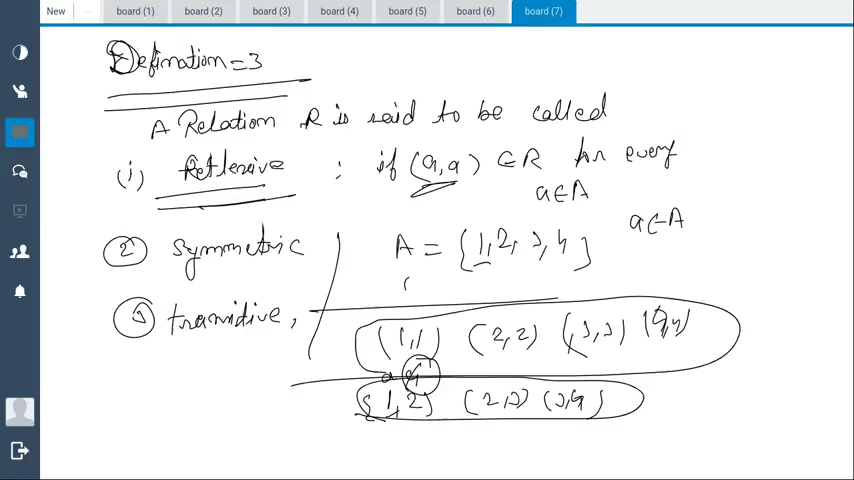 New board (1) board (2) board (3) board (4) board (5) board (6) board (7)
Defination = 3
A Relation R is said to be called
(i) Reflexive ; if (a,a) ∈ R for every
a ∈ A
a ∈ A
2 symmetric A = {1,2,3,4}
3 transitive,
(1,1) (2,2) (3,3) (4,4)
a a
{1,2) (2,3) (3,4)